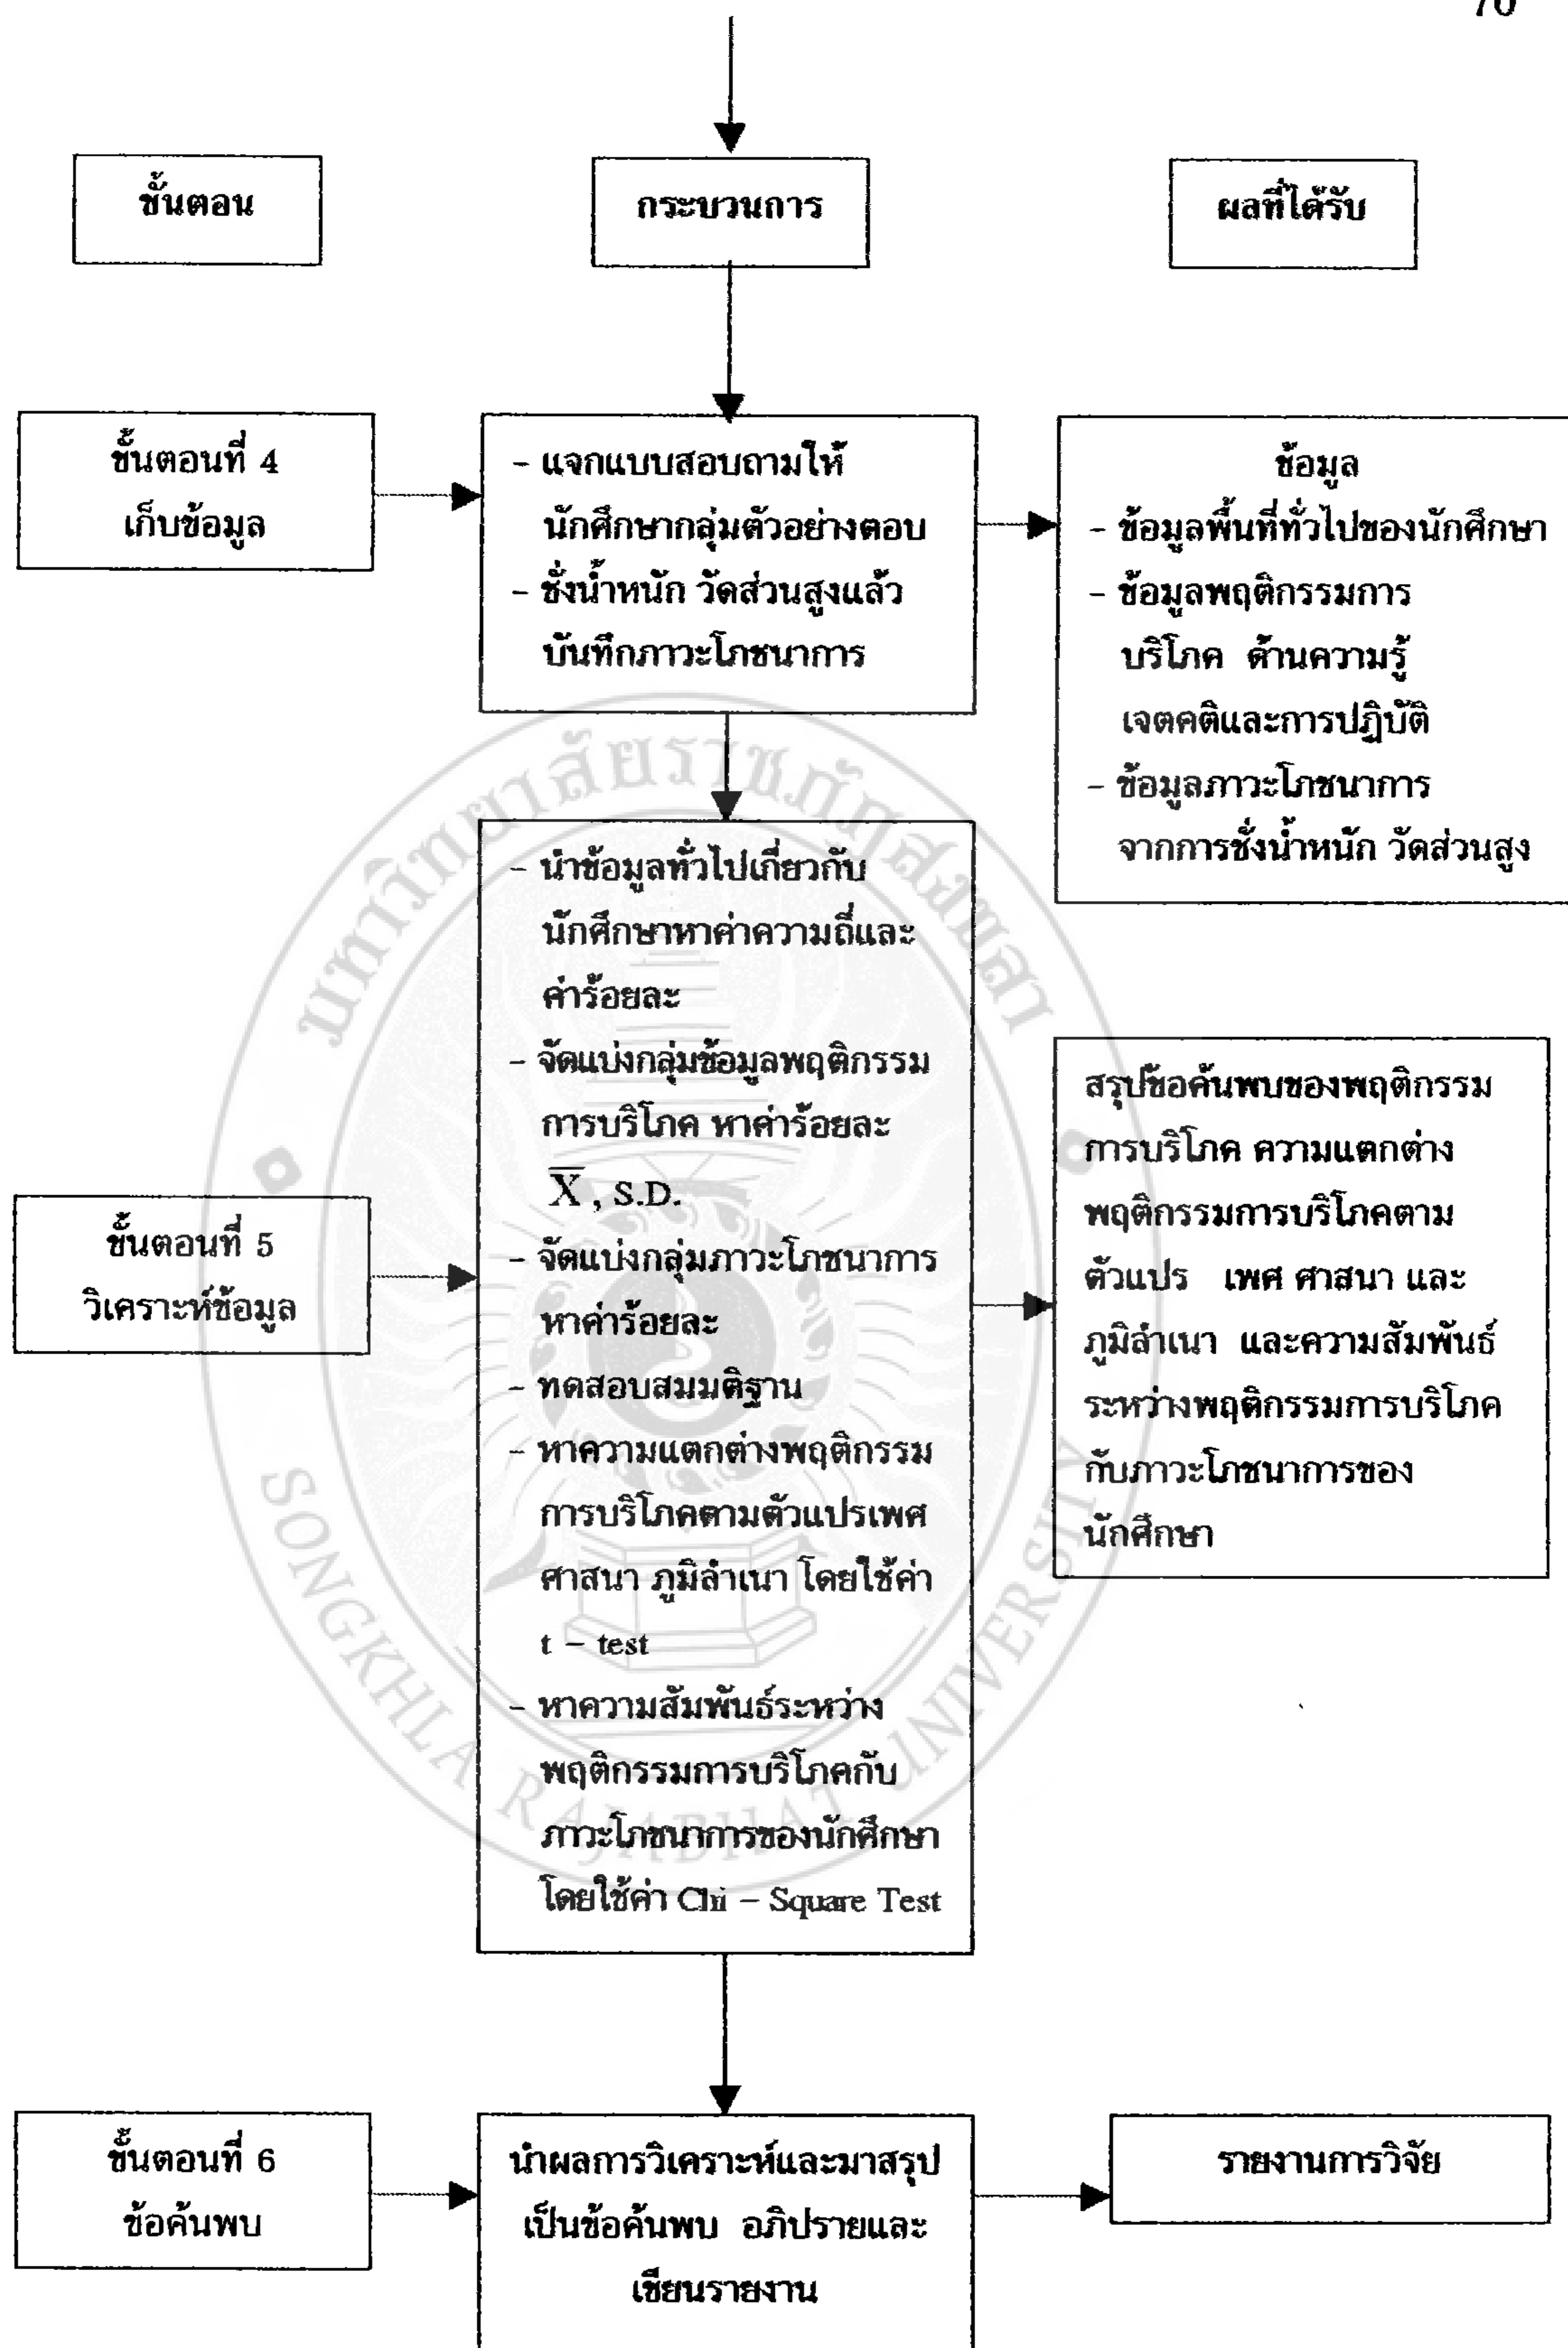 ขั้นตอน
กระบวนการ
ผลที่ได้รับ
ขั้นตอนที่ 4
เก็บข้อมูล
- แจกแบบสอบถามให้
นักศึกษากลุ่มตัวอย่างตอบ
- ชั่งน้ำหนัก วัดส่วนสูงแล้ว
บันทึกภาวะโภชนาการ
ข้อมูล
- ข้อมูลพื้นที่ทั่วไปของนักศึกษา
- ข้อมูลพฤติกรรมการ
บริโภค ด้านความรู้
เจตคติและการปฏิบัติ
- ข้อมูลภาวะโภชนาการ
จากการชั่งน้ำหนัก วัดส่วนสูง
ขั้นตอนที่ 5
วิเคราะห์ข้อมูล
- นำข้อมูลทั่วไปเกี่ยวกับ
นักศึกษาหาค่าความถี่และ
ค่าร้อยละ
- จัดแบ่งกลุ่มข้อมูลพฤติกรรม
การบริโภค หาค่าร้อยละ
X̄ , S.D.
- จัดแบ่งกลุ่มภาวะโภชนาการ
หาค่าร้อยละ
- ทดสอบสมมติฐาน
- หาความแตกต่างพฤติกรรม
การบริโภคตามตัวแปรเพศ
ศาสนา ภูมิลำเนา โดยใช้ค่า
t – test
- หาความสัมพันธ์ระหว่าง
พฤติกรรมการบริโภคกับ
ภาวะโภชนาการของนักศึกษา
โดยใช้ค่า Chi – Square Test
สรุปข้อค้นพบของพฤติกรรม
การบริโภค ความแตกต่าง
พฤติกรรมการบริโภคตาม
ตัวแปร เพศ ศาสนา และ
ภูมิลำเนา และความสัมพันธ์
ระหว่างพฤติกรรมการบริโภค
กับภาวะโภชนาการของ
นักศึกษา
ขั้นตอนที่ 6
ข้อค้นพบ
นำผลการวิเคราะห์และมาสรุป
เป็นข้อค้นพบ อภิปรายและ
เขียนรายงาน
รายงานการวิจัย
มหาวิทยาลัยราชภัฏสงขลา
SONGKHLA RAJABHAT UNIVERSITY